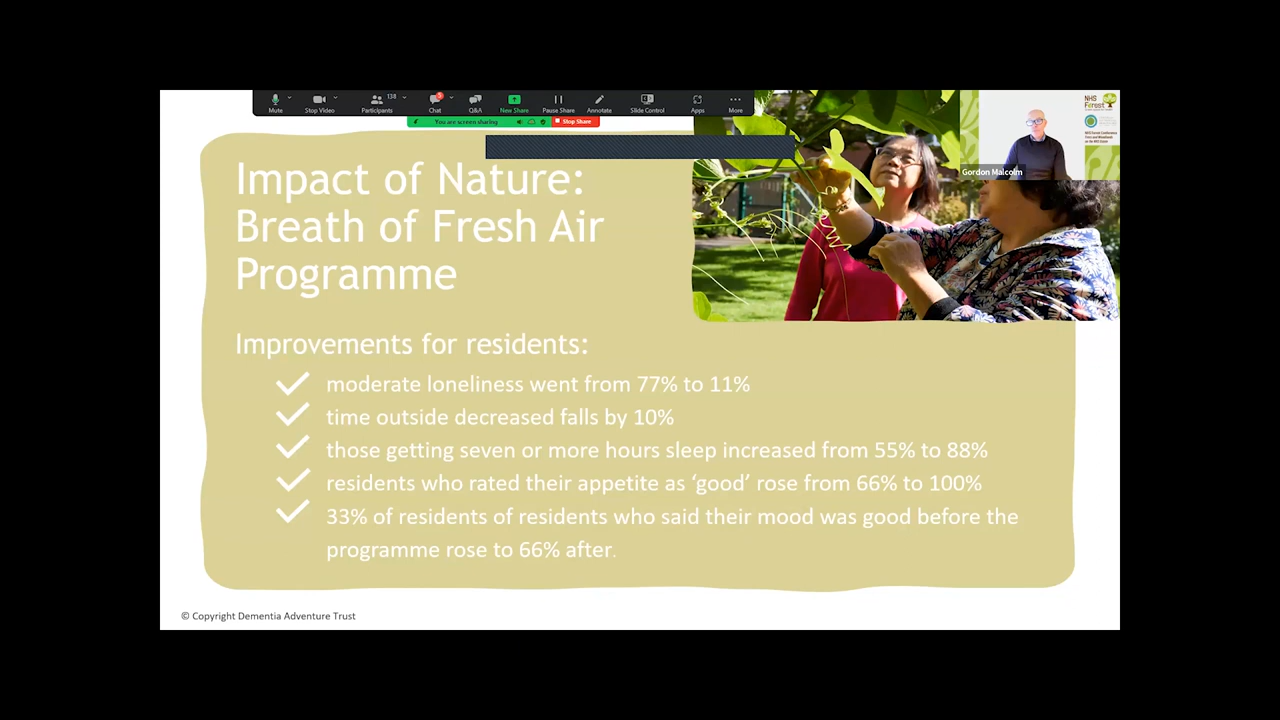 Mute
Stop Video
Participants
138
Chat
Q&A
New Share
Pause Share
Annotate
Slide Control
Apps
More
You are screen sharing
Stop Share
NHS
Forest
Gordon Malcolm
Impact of Nature:
Breath of Fresh Air
Programme
Improvements for residents:
moderate loneliness went from 77% to 11%
time outside decreased falls by 10%
those getting seven or more hours sleep increased from 55% to 88%
residents who rated their appetite as ‘good’ rose from 66% to 100%
33% of residents of residents who said their mood was good before the
programme rose to 66% after.
© Copyright Dementia Adventure Trust